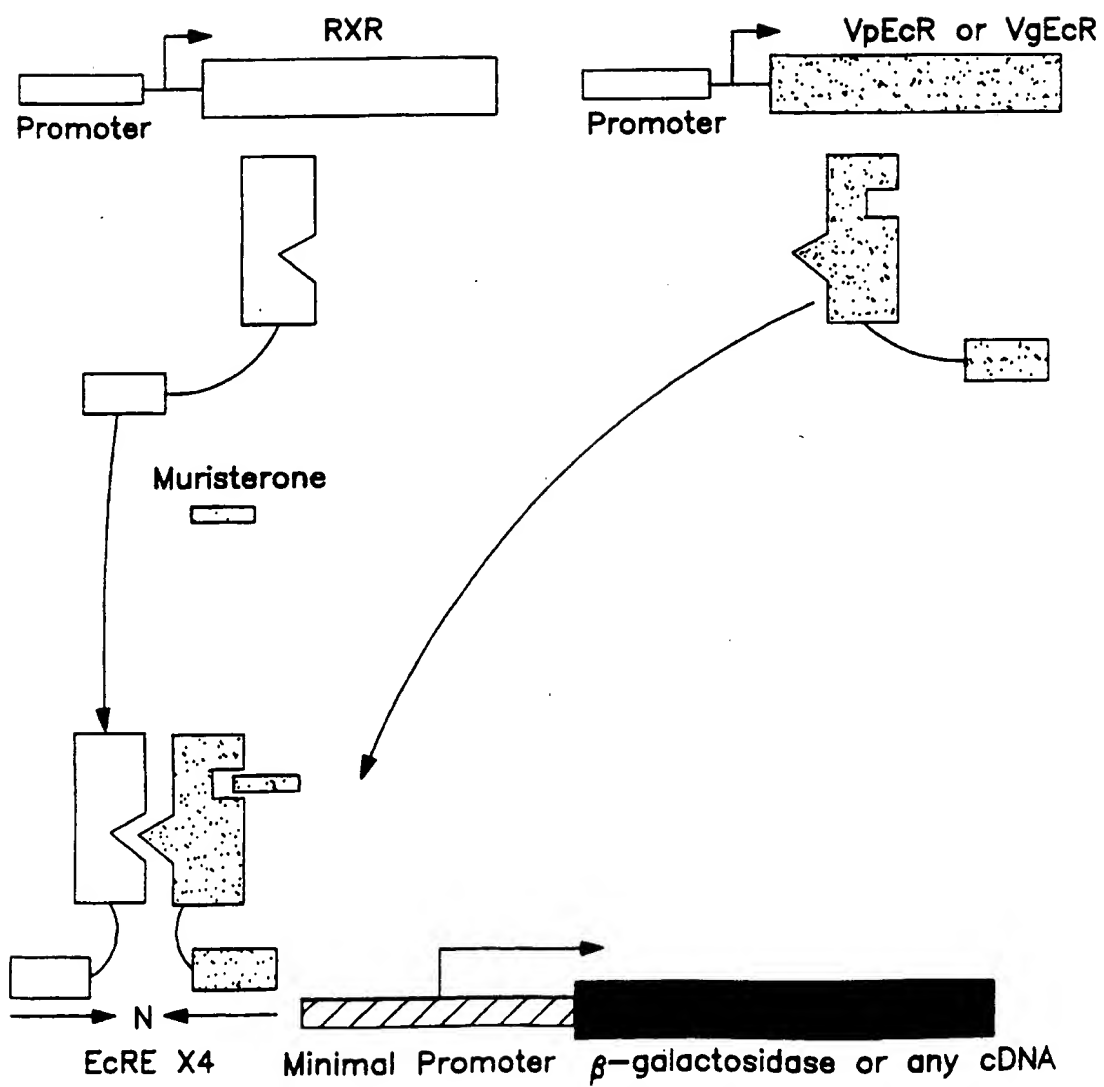 RXR
VpEcR or VgEcR
Promoter
Promoter
Muristerone
N
EcRE X4
Minimal Promoter
β-galactosidase or any cDNA